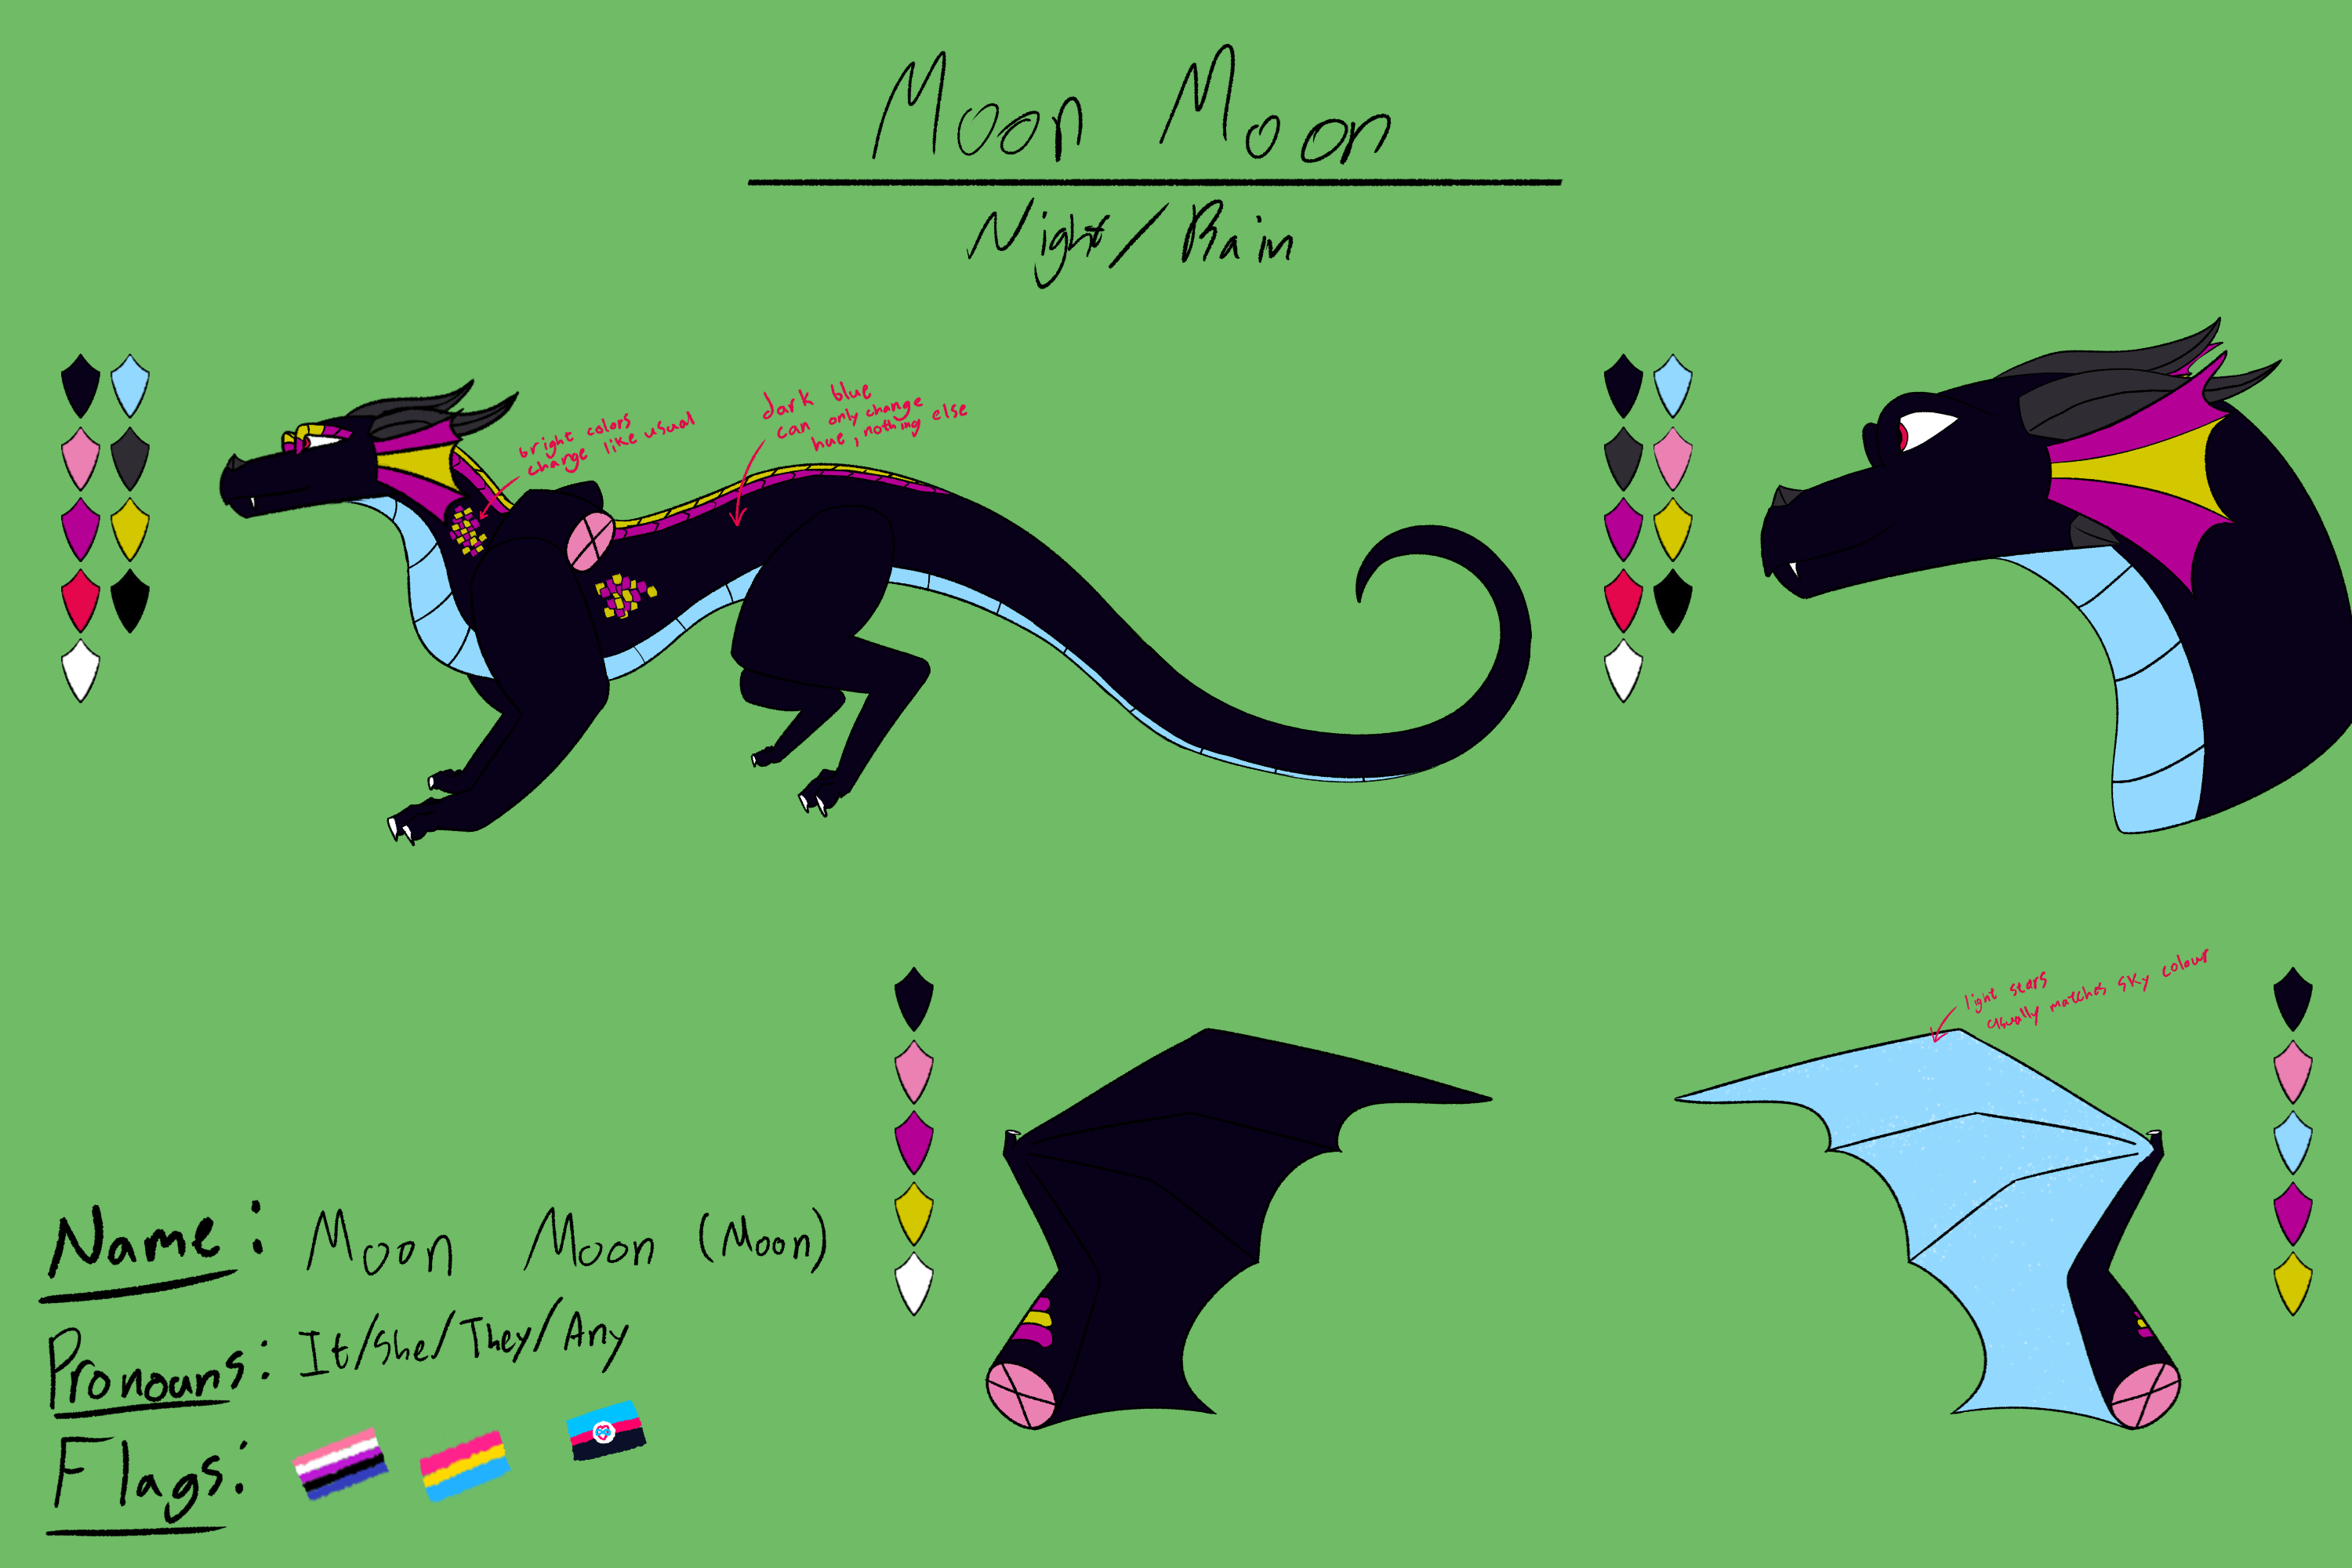 Moon Moon
Night/Rain
bright colors
change like usual
dark blue
can only change
hue, nothing else
light stars
usually matches sky colour
Name: Moon Moon (Moon)
Pronouns: It/She/They/Any
Flags: